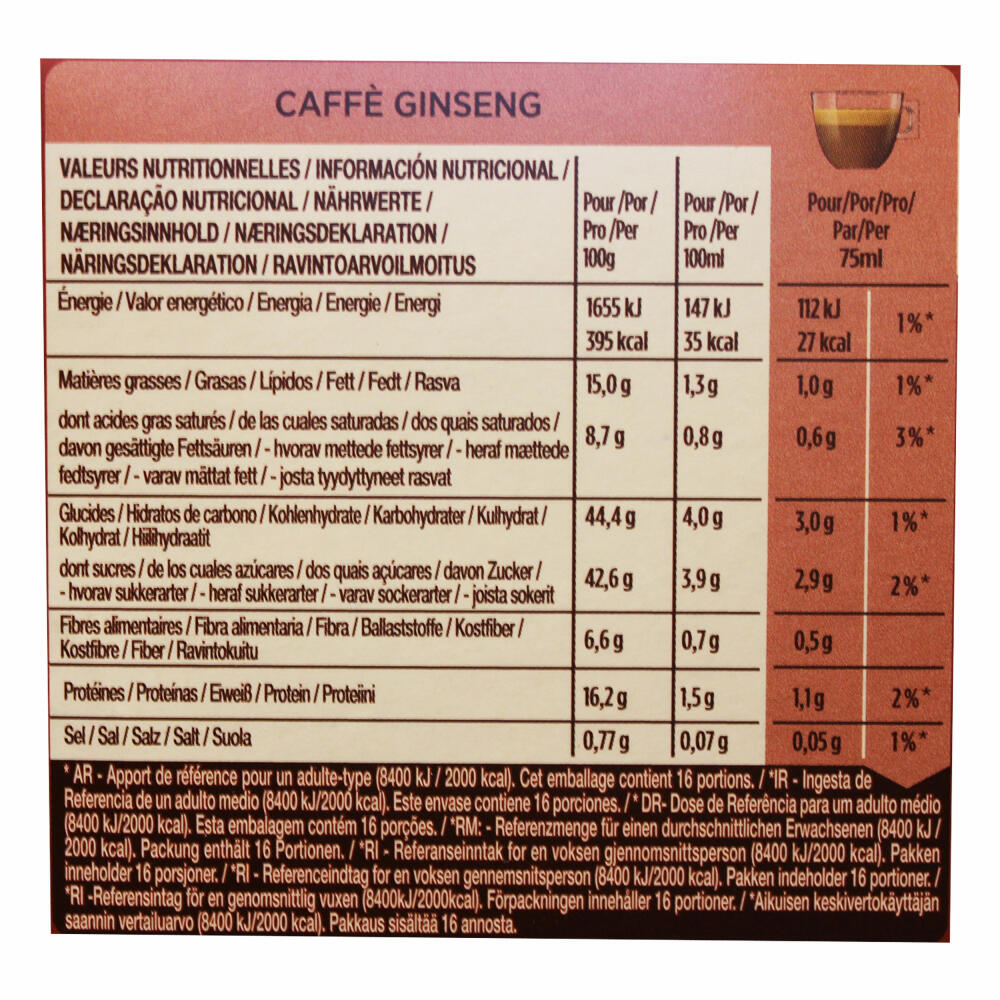 CAFFÈ GINSENG
VALEURS NUTRITIONNELLES / INFORMACIÓN NUTRICIONAL /
DECLARAÇÃO NUTRICIONAL / NÄHRWERTE /
NÆRINGSINNHOLD / NÆRINGSDEKLARATION /
NÄRINGSDEKLARATION / RAVINTOARVOILMOITUS
Pour /Por /
Pro /Per
100g
Pour /Por /
Pro /Per
100ml
Pour/Por/Pro/
Par/Per
75ml
Énergie / Valor energético / Energia / Energie / Energi
1655 kJ 147 kJ 112 kJ
395 kcal 35 kcal 27 kcal
1%*
Matières grasses / Grasas / Lípidos / Fett / Fedt / Rasva 15,0 g 1,3 g 1,0 g 1%*
dont acides gras saturés / de las cuales saturadas / dos quais saturados /
davon gesättigte Fettsäuren / - hvorav mettede fettsyrer / - heraf mættede 8,7 g 0,8 g 0,6 g 3%*
fedtsyrer / - varav mättat fett / - josta tyydyttyneet rasvat
Glucides / Hidratos de carbono / Kohlenhydrate / Karbohydrater / Kulhydrat / 44,4 g 4,0 g 3,0 g 1%*
Kolhydrat / Hiilihydraatit
dont sucres / de los cuales azúcares / dos quais açúcares / davon Zucker / 42,6 g 3,9 g 2,9 g 2%*
- hvorav sukkerarter / - heraf sukkerarter / - varav sockerarter / - joista sokerit
Fibres alimentaires / Fibra alimentaria / Fibra / Ballaststoffe / Kostfiber / 6,6 g 0,7 g 0,5 g
Kostfibre / Fiber / Ravintokuitu
Protéines / Proteínas / Eiweiß / Protein / Proteiini 16,2 g 1,5 g 1,1 g 2%*
Sel / Sal / Salz / Salt / Suola 0,77 g 0,07 g 0,05 g 1%*
* AR - Apport de référence pour un adulte-type (8400 kJ / 2000 kcal). Cet emballage contient 16 portions. / *IR - Ingesta de
Referencia de un adulto medio (8400 kJ/2000 kcal). Este envase contiene 16 porciones. / * DR- Dose de Referência para um adulto médio
(8400 kJ/2000 kcal). Esta embalagem contém 16 porções. / *RM: - Referenzmenge für einen durchschnittlichen Erwachsenen (8400 kJ /
2000 kcal). Packung enthält 16 Portionen. / *RI - Referanseinntak for en voksen gjennomsnittsperson (8400 kJ/2000 kcal). Pakken
inneholder 16 porsjoner. / *RI - Referenceindtag for en voksen gennemsnitsperson (8400 kJ/2000 kcal). Pakken indeholder 16 portioner. /
*RI -Referensintag för en genomsnittlig vuxen (8400kJ/2000kcal). Förpackningen innehåller 16 portioner. / *Aikuisen keskivertokäyttäjän
saannin vertailuarvo (8400 kJ/2000 kcal). Pakkaus sisältää 16 annosta.